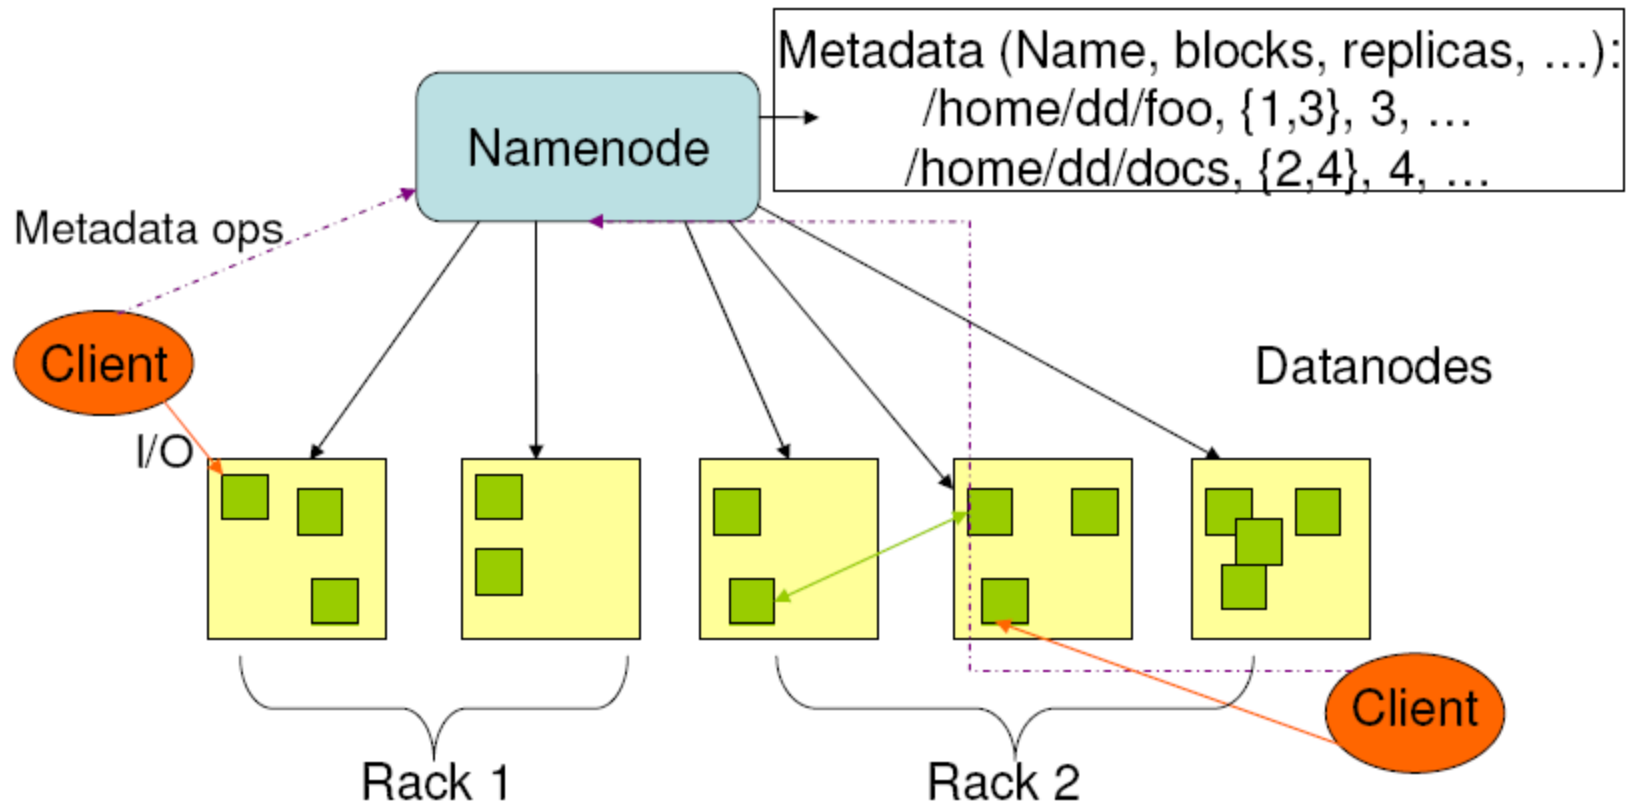 Metadata (Name, blocks, replicas, ...):
/home/dd/foo, {1,3}, 3, ...
/home/dd/docs, {2,4}, 4, ...
Namenode
Metadata ops
Client
I/O
Datanodes
Client
Rack 1
Rack 2